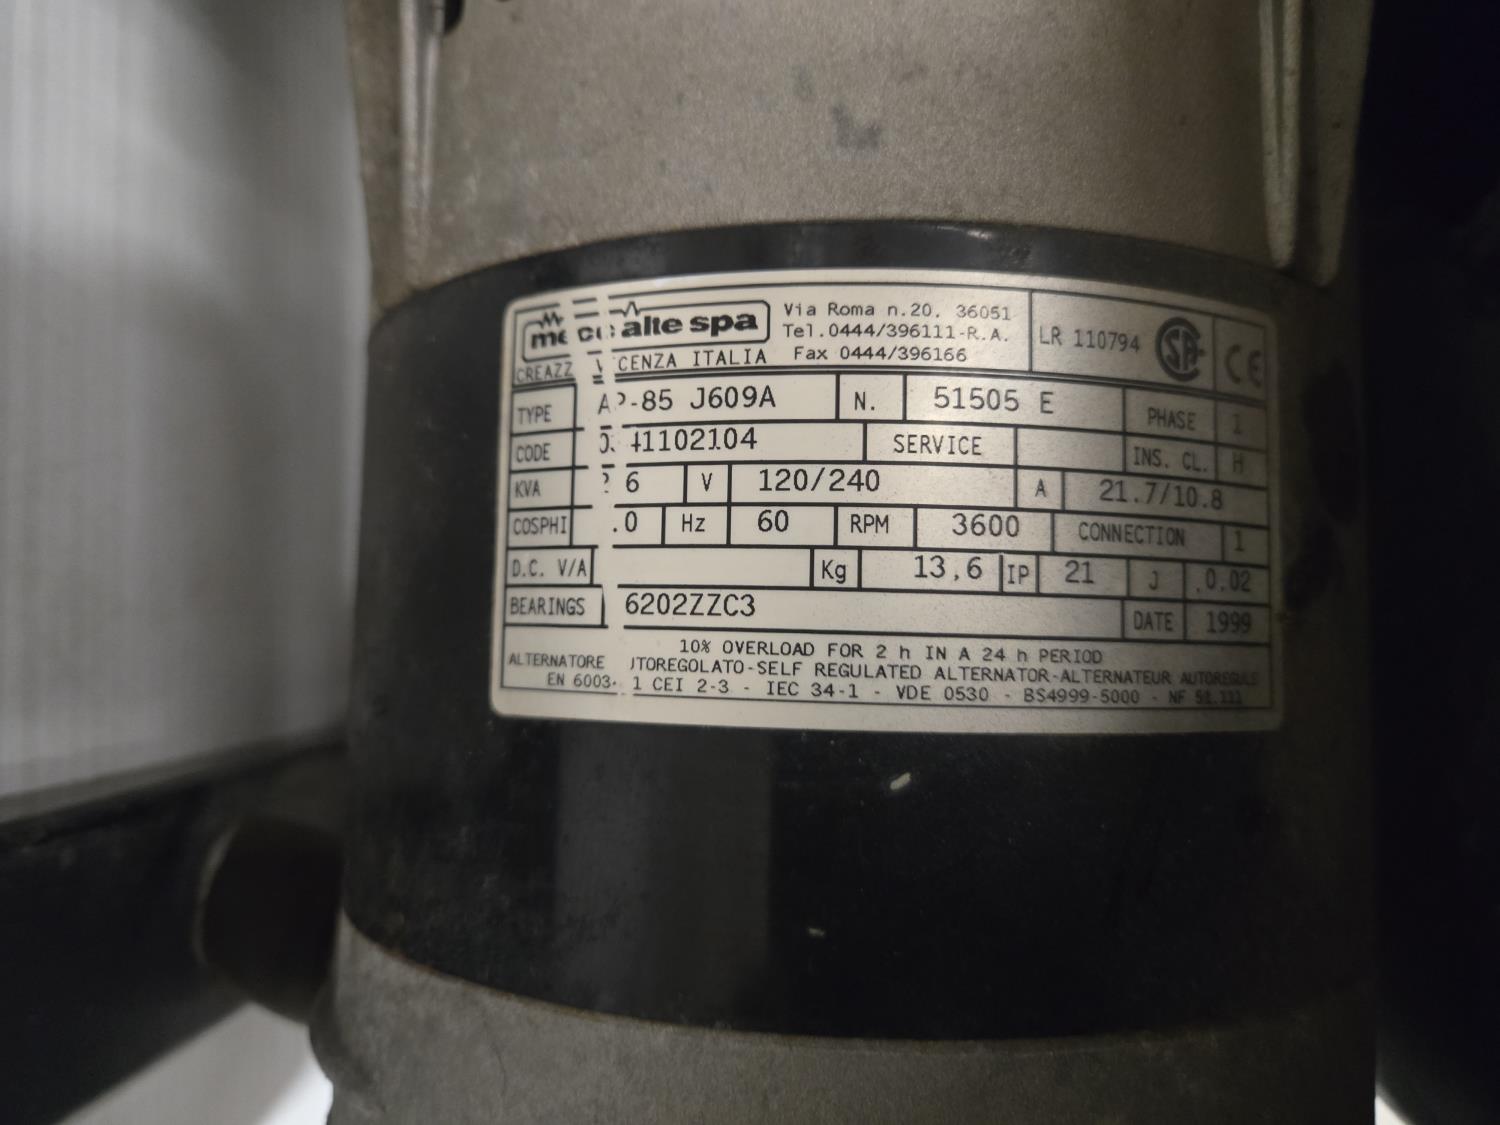 alte spa
Via Roma n.20. 36051
Tel.0444/396111-R.A.
CENZA ITALIA Fax 0444/396166
LR 110794
CE
TYPE -85 J609A N. 51505 E PHASE 1
CODE 41102104 SERVICE INS. CL. H
KVA 6 V 120/240 A 21.7/10.8
COSPHI .0 Hz 60 RPM 3600 CONNECTION 1
D.C. V/A Kg 13,6 IP 21 J 0.02
BEARINGS 6202ZZC3 DATE 1999
10% OVERLOAD FOR 2 h IN A 24 h PERIOD
ALTERNATORE TOREGOLATO-SELF REGULATED ALTERNATOR-ALTERNATEUR AUTOREGULE
EN 6003 1 CEI 2-3 - IEC 34-1 - VDE 0530 - BS4999-5000 - NF